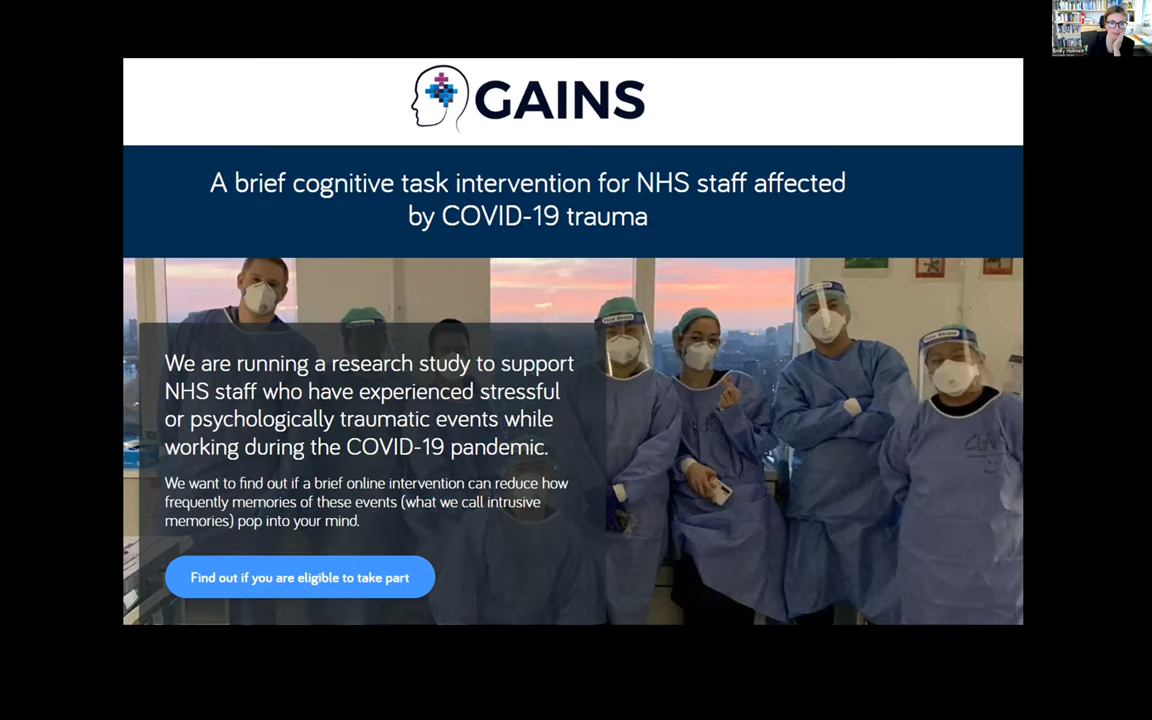 Emily Holmes
GAINS
A brief cognitive task intervention for NHS staff affected
by COVID-19 trauma
We are running a research study to support
NHS staff who have experienced stressful
or psychologically traumatic events while
working during the COVID-19 pandemic.
We want to find out if a brief online intervention can reduce how
frequently memories of these events (what we call intrusive
memories) pop into your mind.
Find out if you are eligible to take part